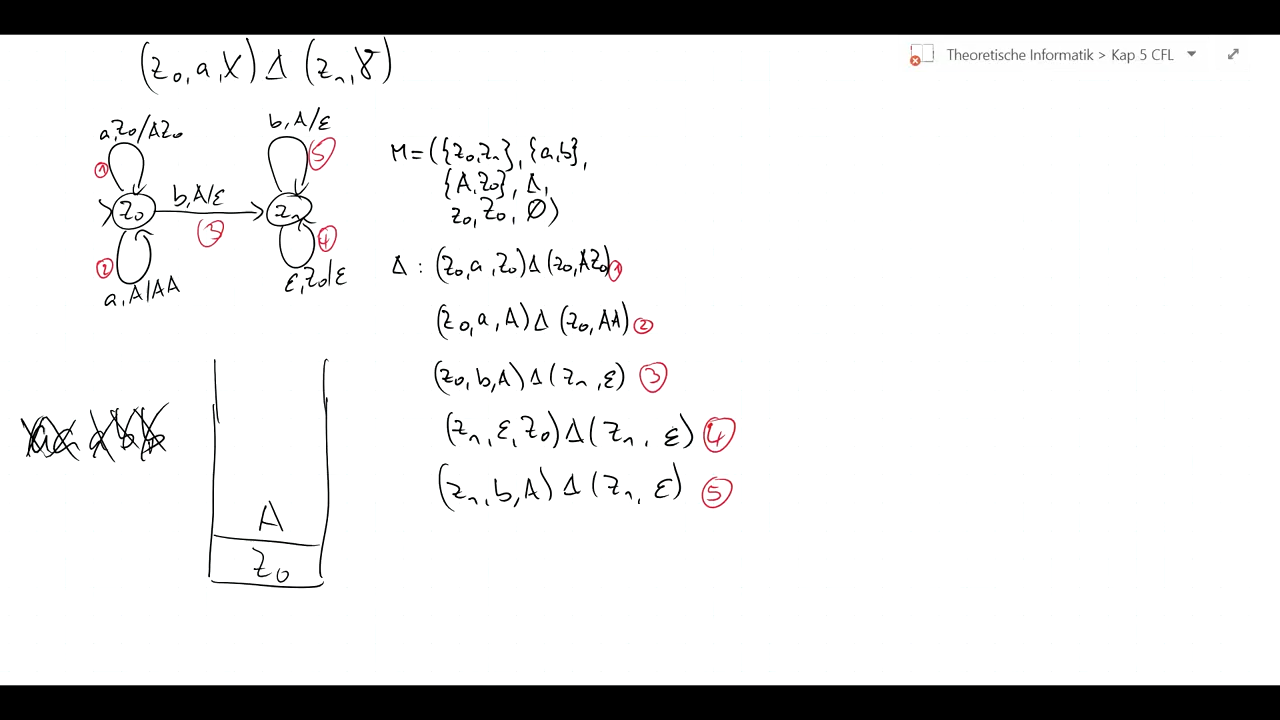 (z₀, a, X) Δ (z₁, γ)
Theoretische Informatik > Kap 5 CFL
a, Z₀/AZ₀
b, A/ε
1
5
z₀
b, A/ε
z₁
3
2
4
a, A/AA
ε, Z₀/ε
M = ({z₀, z₁}, {a, b},
{A, Z₀}, Δ,
z₀, Z₀, ∅)
Δ : (z₀, a, Z₀) Δ (z₀, AZ₀) 1
(z₀, a, A) Δ (z₀, AA) 2
(z₀, b, A) Δ (z₁, ε) 3
(z₁, ε, Z₀) Δ (z₁, ε) 4
(z₁, b, A) Δ (z₁, ε) 5
A
Z₀